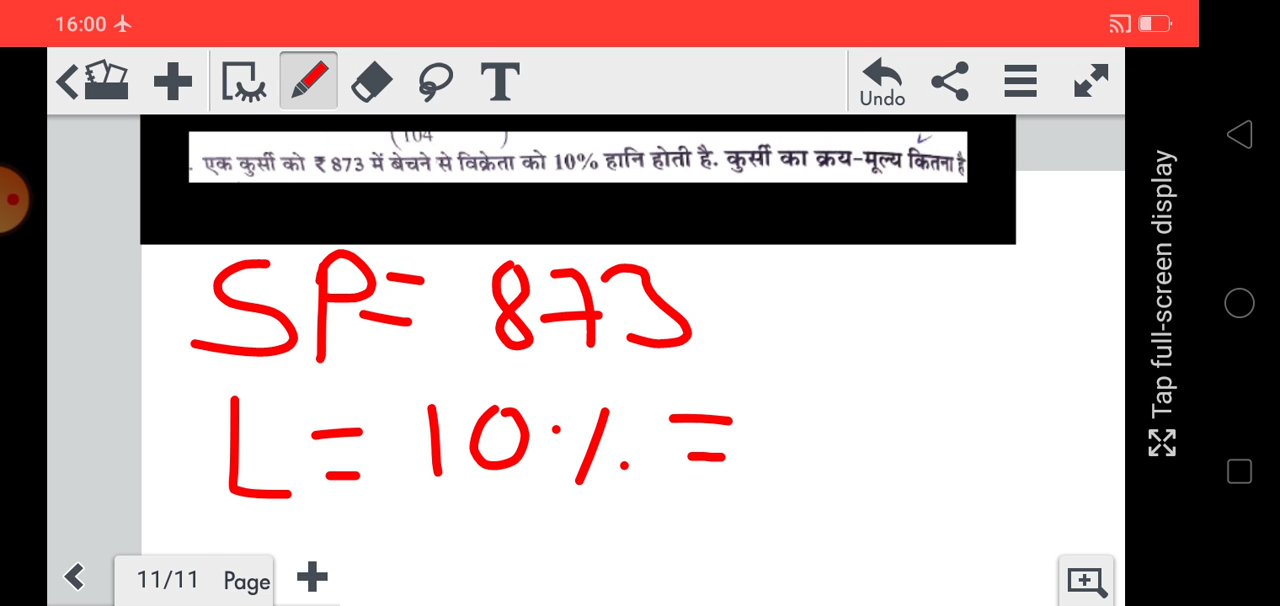 16:00
Undo
(104 )
एक कुर्सी को ₹ 873 में बेचने से विक्रेता को 10% हानि होती है. कुर्सी का क्रय-मूल्य कितना है
SP= 873
L = 10% =
11/11 Page
Tap full-screen display